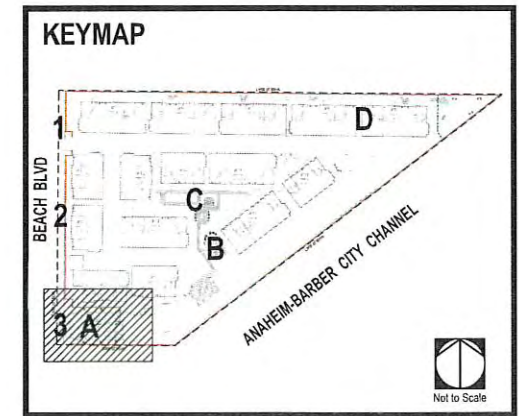 KEYMAP
1
D
BEACH BLVD
2
C
B
ANAHEIM-BARBER CITY CHANNEL
3
A
Not to Scale